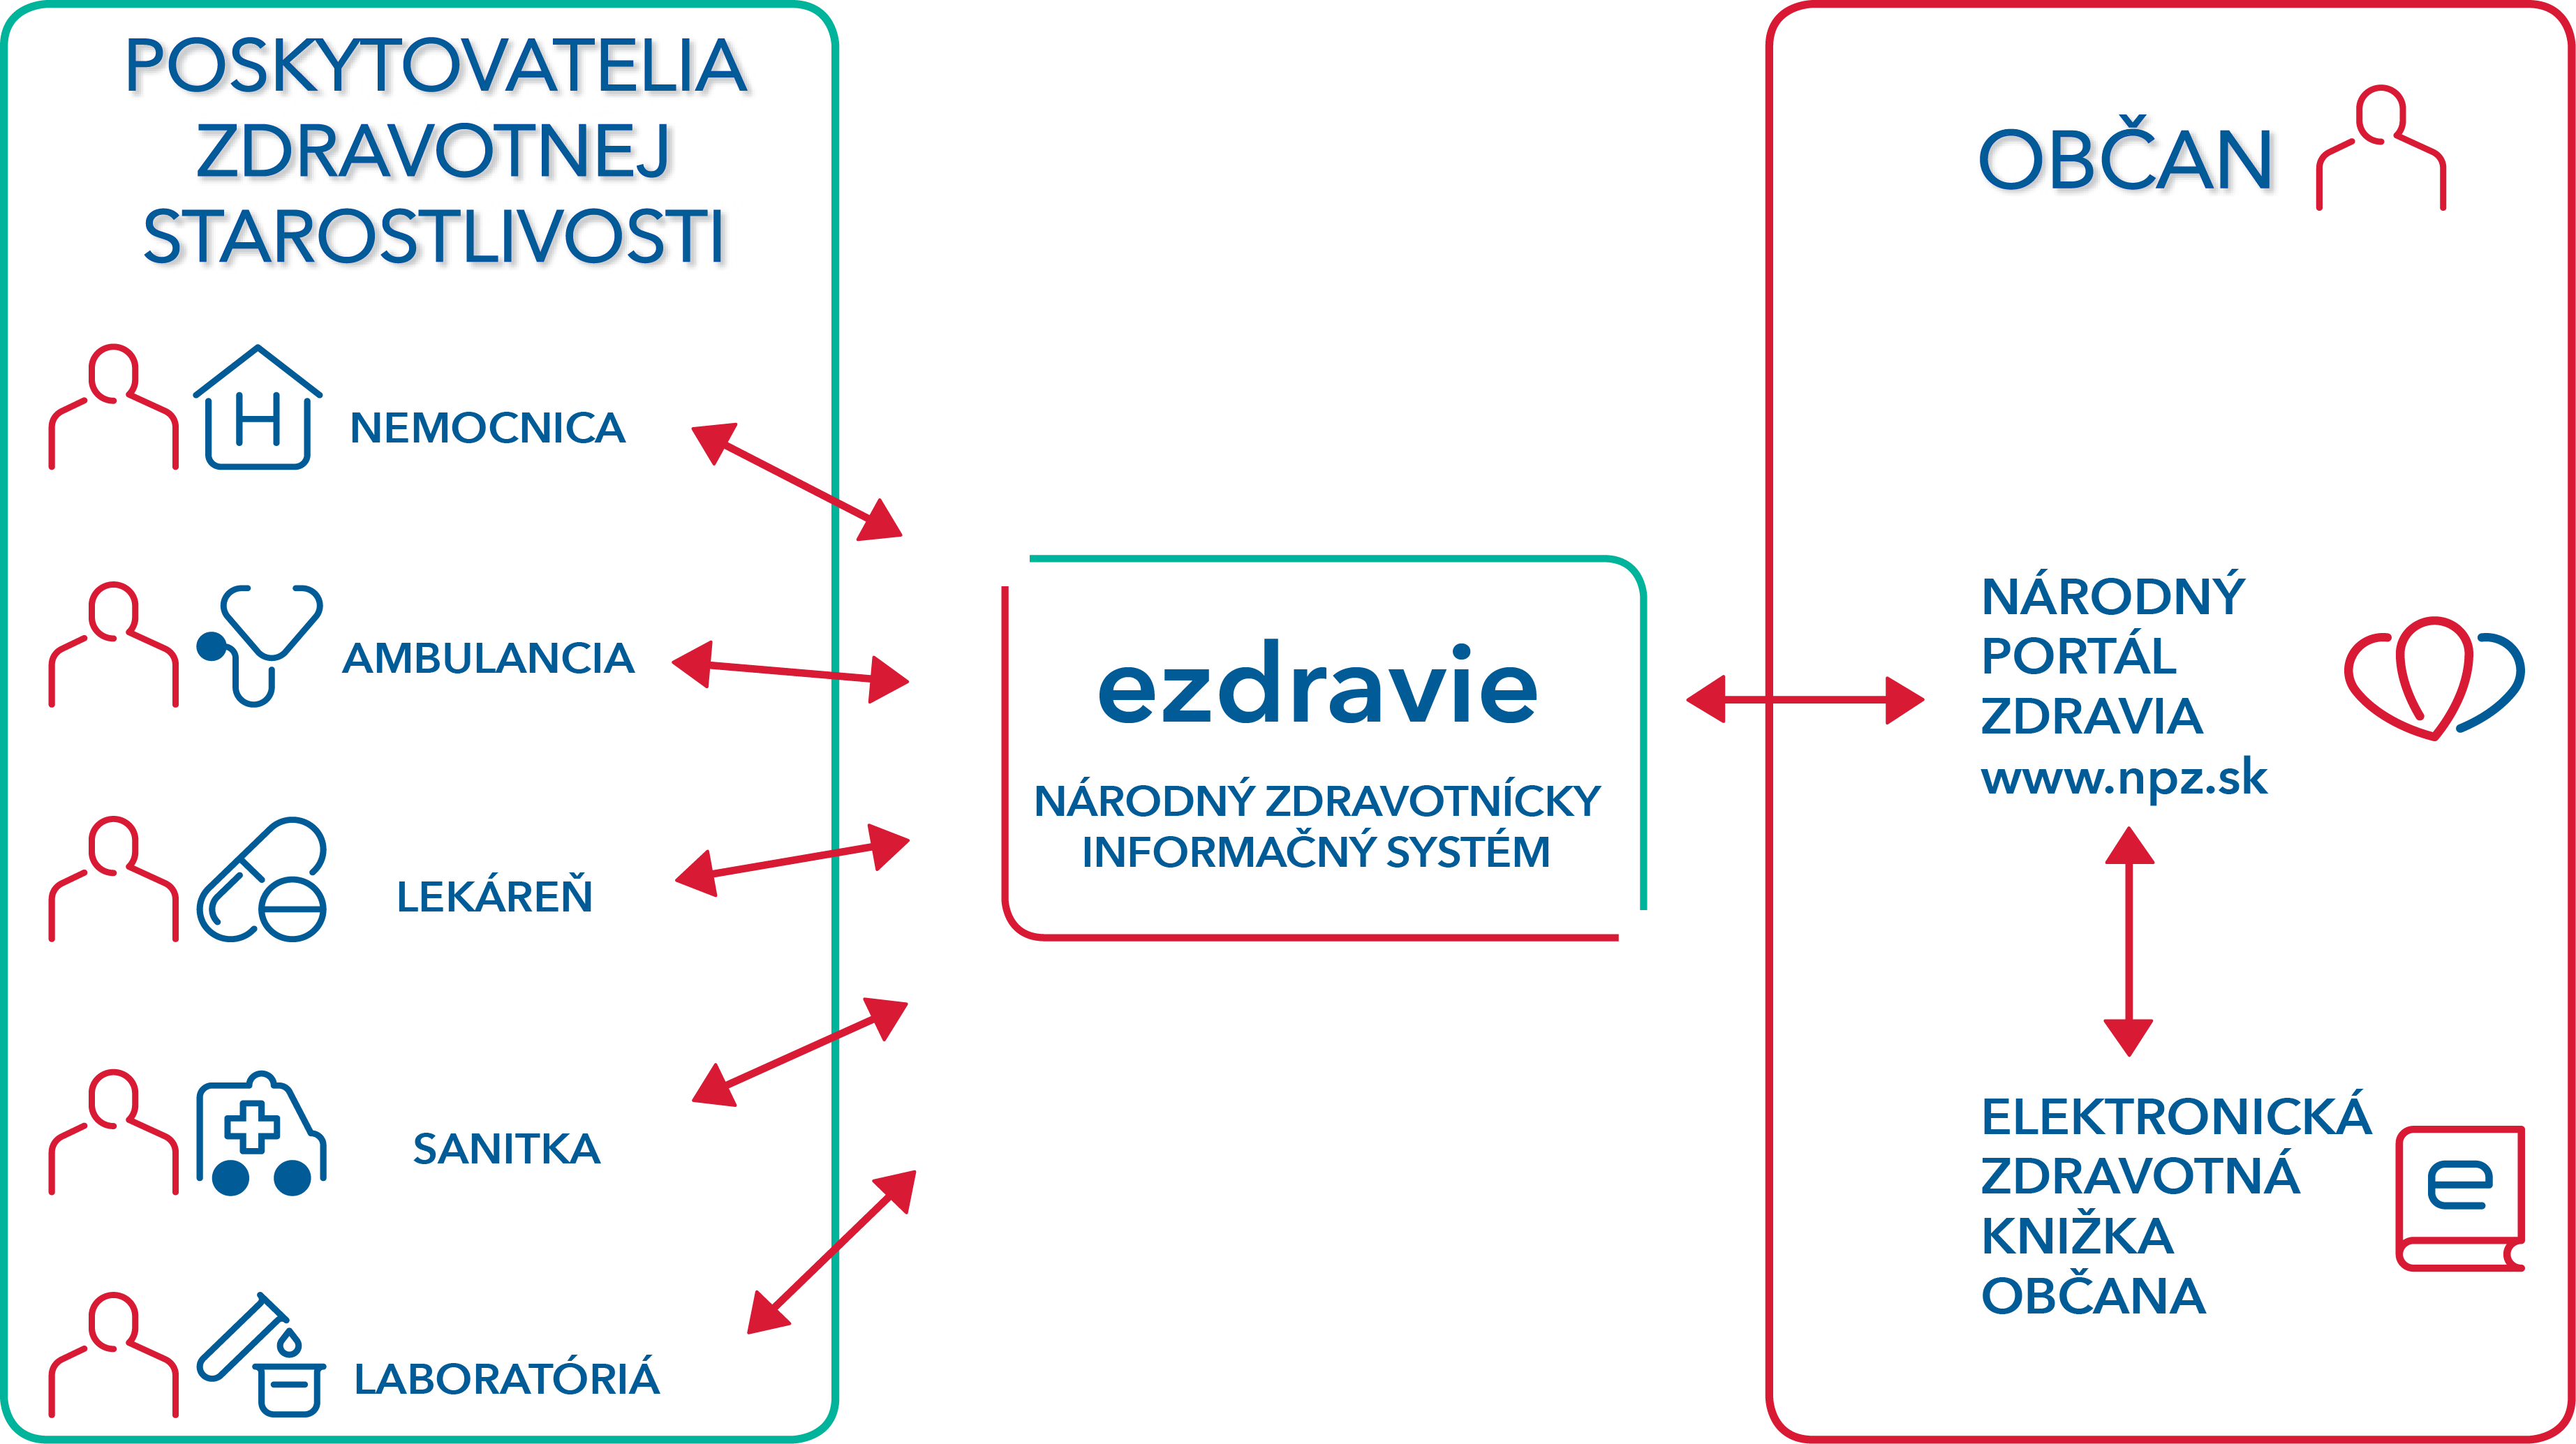 POSKYTOVATELIA
ZDRAVOTNEJ
STAROSTLIVOSTI
H
NEMOCNICA
AMBULANCIA
LEKÁREŇ
SANITKA
LABORATÓRIÁ
ezdravie
NÁRODNÝ ZDRAVOTNÍCKY
INFORMAČNÝ SYSTÉM
OBČAN
NÁRODNÝ
PORTÁL
ZDRAVIA
www.npz.sk
ELEKTRONICKÁ
ZDRAVOTNÁ
KNIŽKA
OBČANA
e